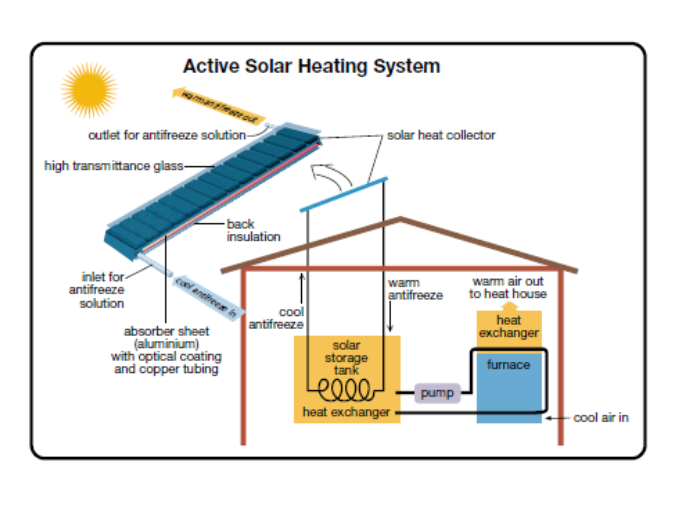 Active Solar Heating System
warm antifreeze out
outlet for antifreeze solution
solar heat collector
high transmittance glass
back
insulation
inlet for
antifreeze
solution
cool antifreeze in
absorber sheet
(aluminium)
with optical coating
and copper tubing
cool
antifreeze
warm
antifreeze
warm air out
to heat house
heat
exchanger
solar
storage
tank
heat exchanger
pump
furnace
cool air in